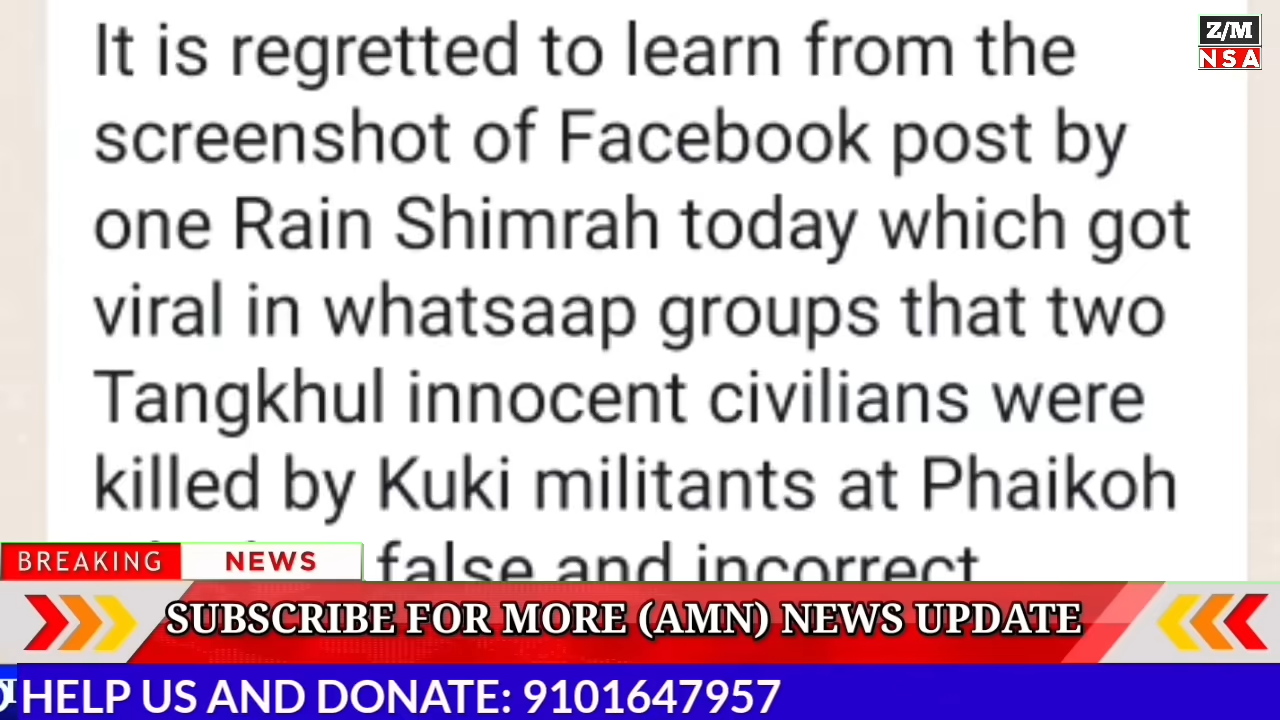 It is regretted to learn from the
screenshot of Facebook post by
one Rain Shimrah today which got
viral in whatsaap groups that two
Tangkhul innocent civilians were
killed by Kuki militants at Phaikoh
false and incorrect
Z/M
NSA
BREAKING NEWS
SUBSCRIBE FOR MORE (AMN) NEWS UPDATE
HELP US AND DONATE: 9101647957